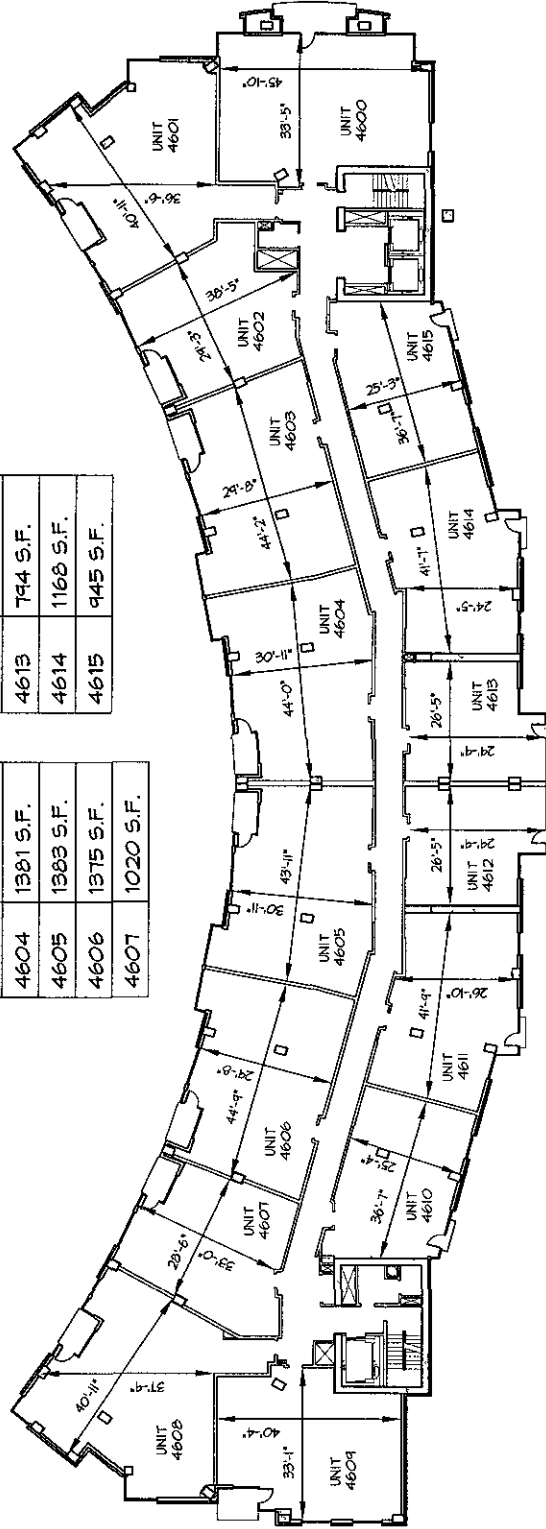 4613 794 S.F.
4614 1168 S.F.
4615 945 S.F.
4604 1381 S.F.
4605 1383 S.F.
4606 1375 S.F.
4607 1020 S.F.
45'-10"
33'-5"
UNIT
4600
UNIT
4601
36'-6"
40'-11"
38'-5"
29'-3"
UNIT
4602
UNIT
4603
29'-8"
44'-2"
UNIT
4604
30'-11"
44'-0"
43'-11"
30'-11"
UNIT
4605
29'-8"
44'-9"
UNIT
4606
UNIT
4607
28'-6"
33'-0"
40'-11"
37'-9"
UNIT
4608
40'-4"
33'-1"
UNIT
4609
25'-4"
36'-7"
UNIT
4610
26'-10"
41'-9"
UNIT
4611
26'-5"
29'-9"
UNIT
4612
26'-5"
29'-9"
UNIT
4613
41'-7"
24'-5"
UNIT
4614
25'-3"
36'-7"
UNIT
4615